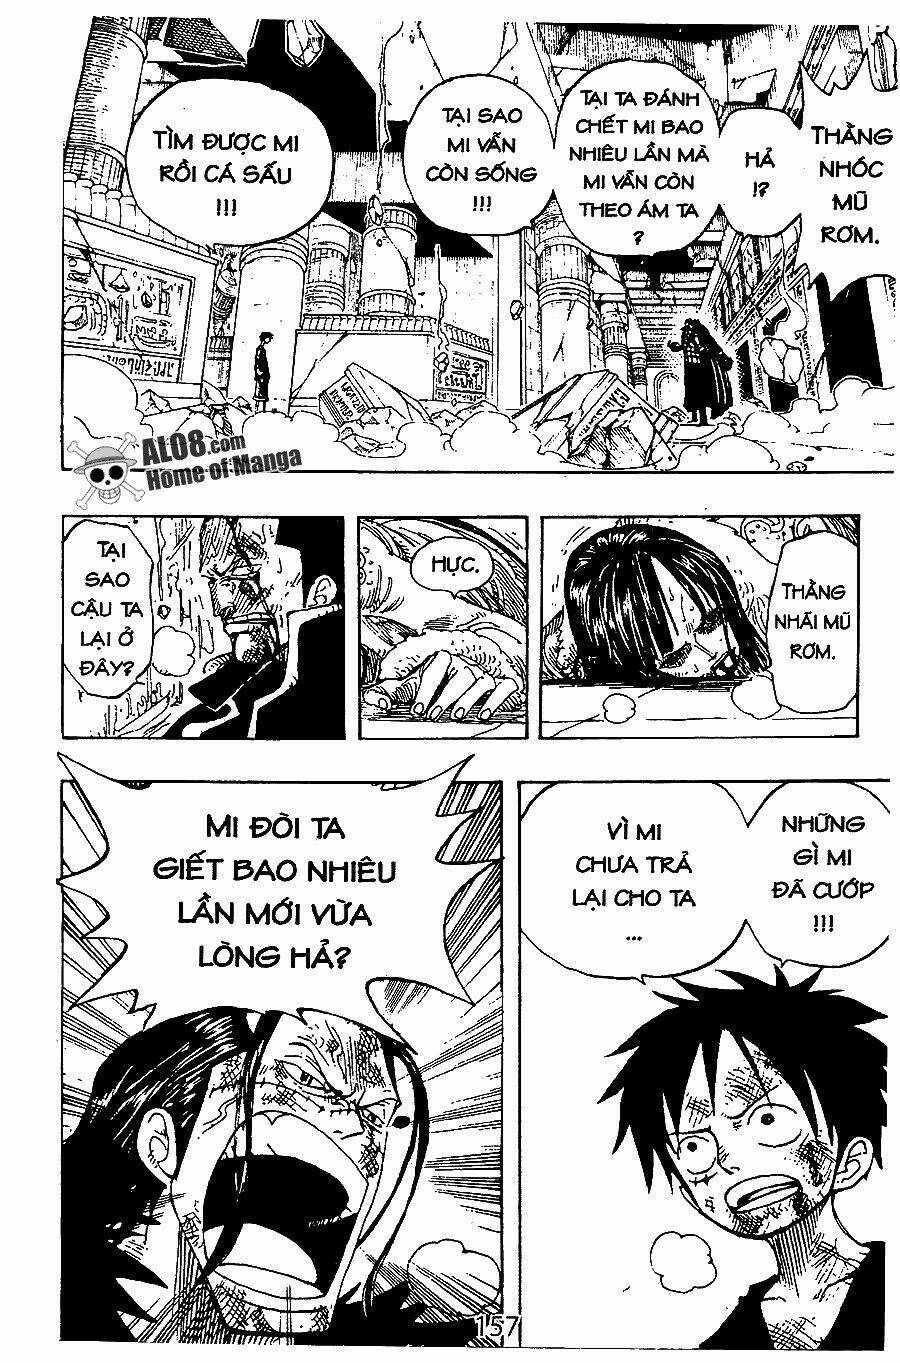 TÌM ĐƯỢC MI
RỒI CÁ SẤU
!!!
TẠI SAO
MI VẪN
CÒN SỐNG
!!!
TẠI TA ĐÁNH
CHẾT MI BAO
NHIÊU LẦN MÀ
MI VẪN CÒN
THEO ÁM TA
?
HẢ
!?
THẰNG
NHÓC
MŨ
RƠM.
AL08.com
Home of Manga
TẠI
SAO
CẬU TA
LẠI Ở
ĐÂY?
HỰC.
THẰNG
NHÃI MŨ
RƠM.
MI ĐÒI TA
GIẾT BAO NHIÊU
LẦN MỚI VỪA
LÒNG HẢ?
VÌ MI
CHƯA TRẢ
LẠI CHO TA
...
NHỮNG
GÌ MI
ĐÃ CƯỚP
!!!
157